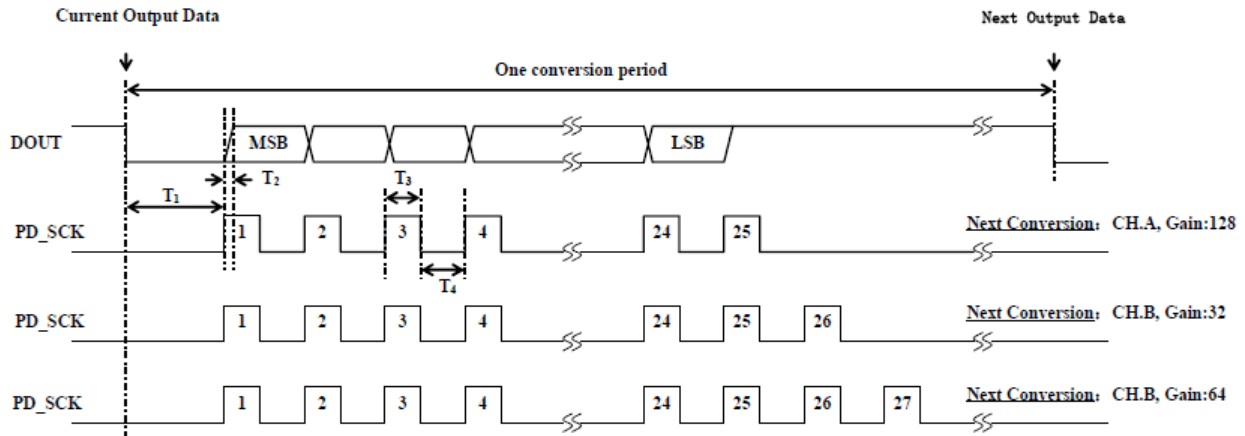 Current Output Data
Next Output Data
One conversion period
DOUT
MSB
LSB
T1
T2
T3
PD_SCK
1
2
3
4
24
25
Next Conversion： CH.A, Gain:128
T4
PD_SCK
1
2
3
4
24
25
26
Next Conversion： CH.B, Gain:32
PD_SCK
1
2
3
4
24
25
26
27
Next Conversion： CH.B, Gain:64